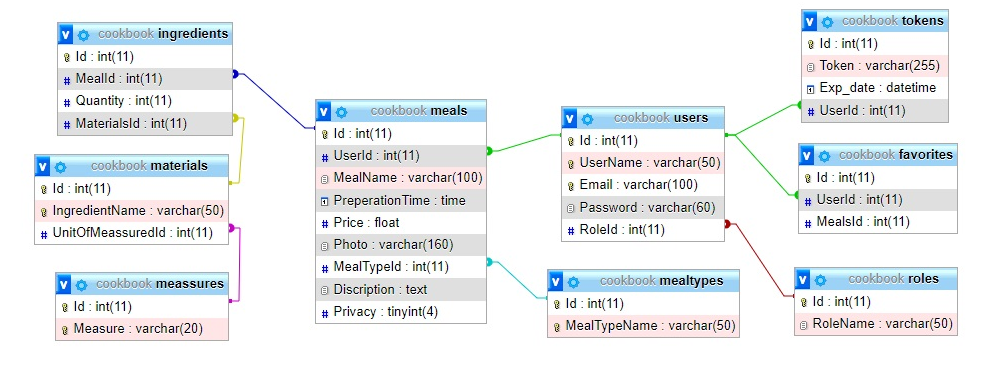 cookbook ingredients
Id : int(11)
MealId : int(11)
Quantity : int(11)
MaterialsId : int(11)
cookbook materials
Id : int(11)
IngredientName : varchar(50)
UnitOfMeassuredId : int(11)
cookbook meassures
Id : int(11)
Measure : varchar(20)
cookbook meals
Id : int(11)
UserId : int(11)
MealName : varchar(100)
PreperationTime : time
Price : float
Photo : varchar(160)
MealTypeId : int(11)
Discription : text
Privacy : tinyint(4)
cookbook users
Id : int(11)
UserName : varchar(50)
Email : varchar(100)
Password : varchar(60)
RoleId : int(11)
cookbook mealtypes
Id : int(11)
MealTypeName : varchar(50)
cookbook tokens
Id : int(11)
Token : varchar(255)
Exp_date : datetime
UserId : int(11)
cookbook favorites
Id : int(11)
UserId : int(11)
MealsId : int(11)
cookbook roles
Id : int(11)
RoleName : varchar(50)